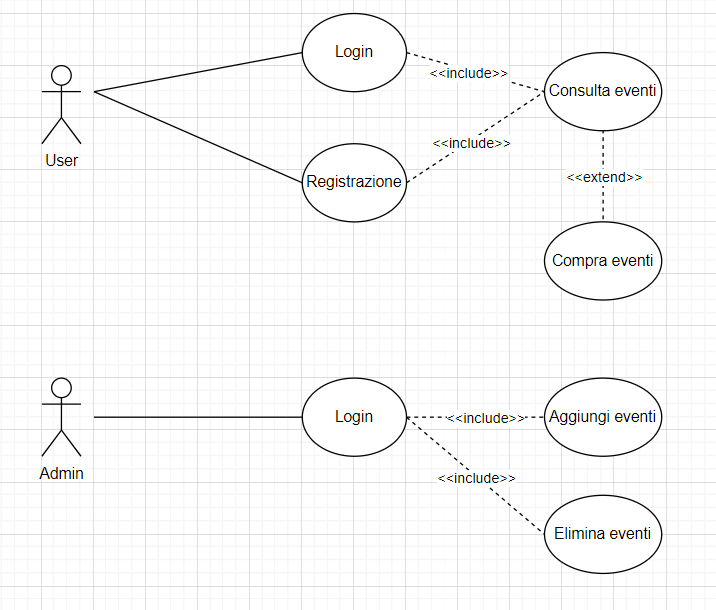 Login
<<include>>
Consulta eventi
User
<<include>>
Registrazione
<<extend>>
Compra eventi
Admin
Login
<<include>>
Aggiungi eventi
<<include>>
Elimina eventi